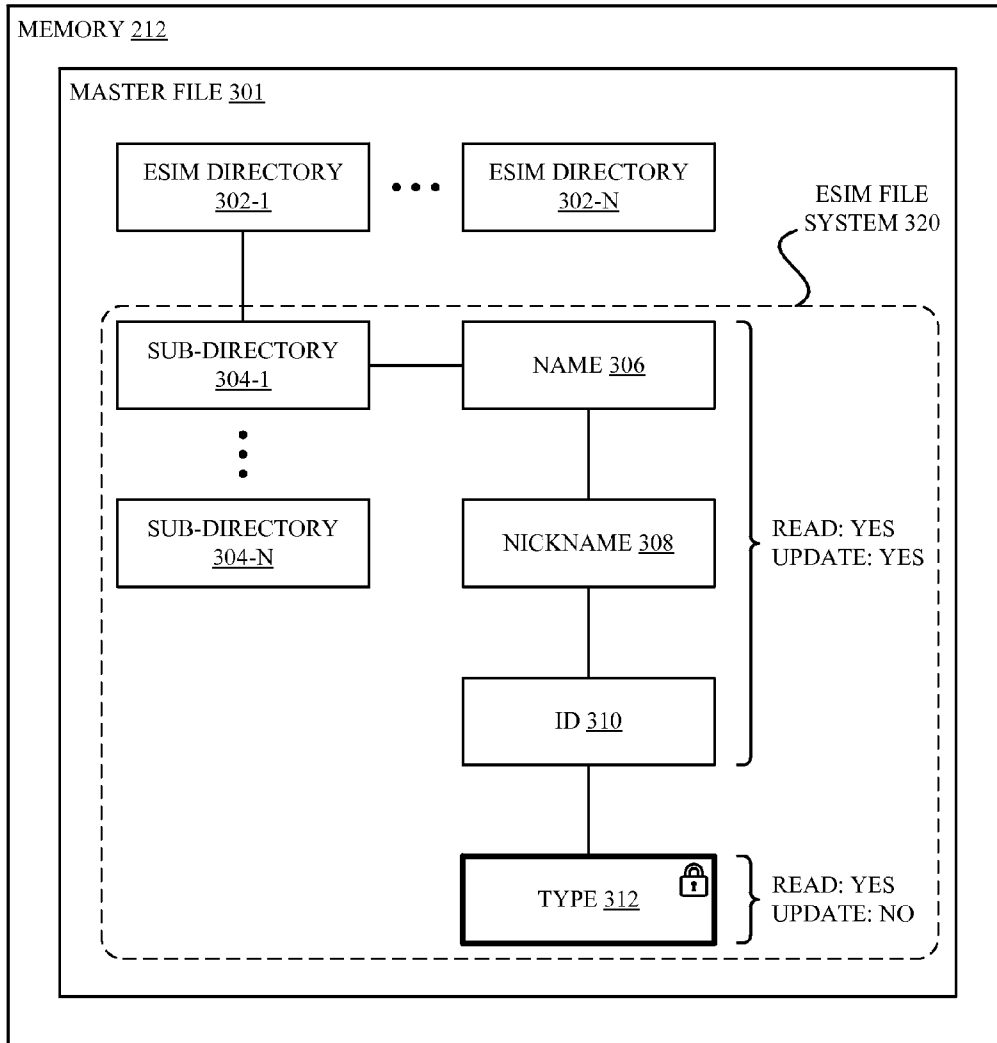 MEMORY 212
MASTER FILE 301
ESIM DIRECTORY
302-1
ESIM DIRECTORY
302-N
ESIM FILE
SYSTEM 320
SUB-DIRECTORY
304-1
NAME 306
SUB-DIRECTORY
304-N
NICKNAME 308
READ: YES
UPDATE: YES
ID 310
TYPE 312
READ: YES
UPDATE: NO